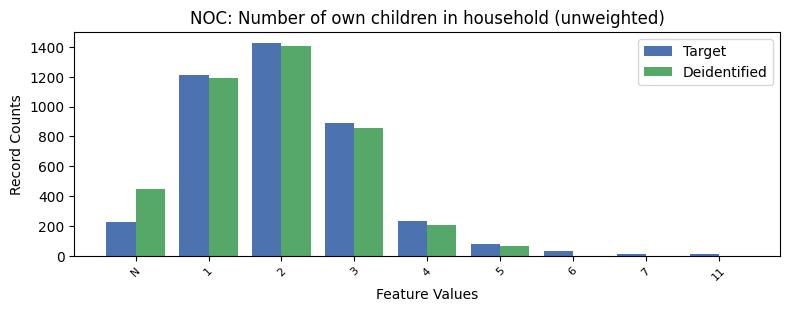 NOC: Number of own children in household (unweighted)
Target
Deidentified
Record Counts
1400
1200
1000
800
600
400
200
0
N 1 2 3 4 5 6 7 11
Feature Values